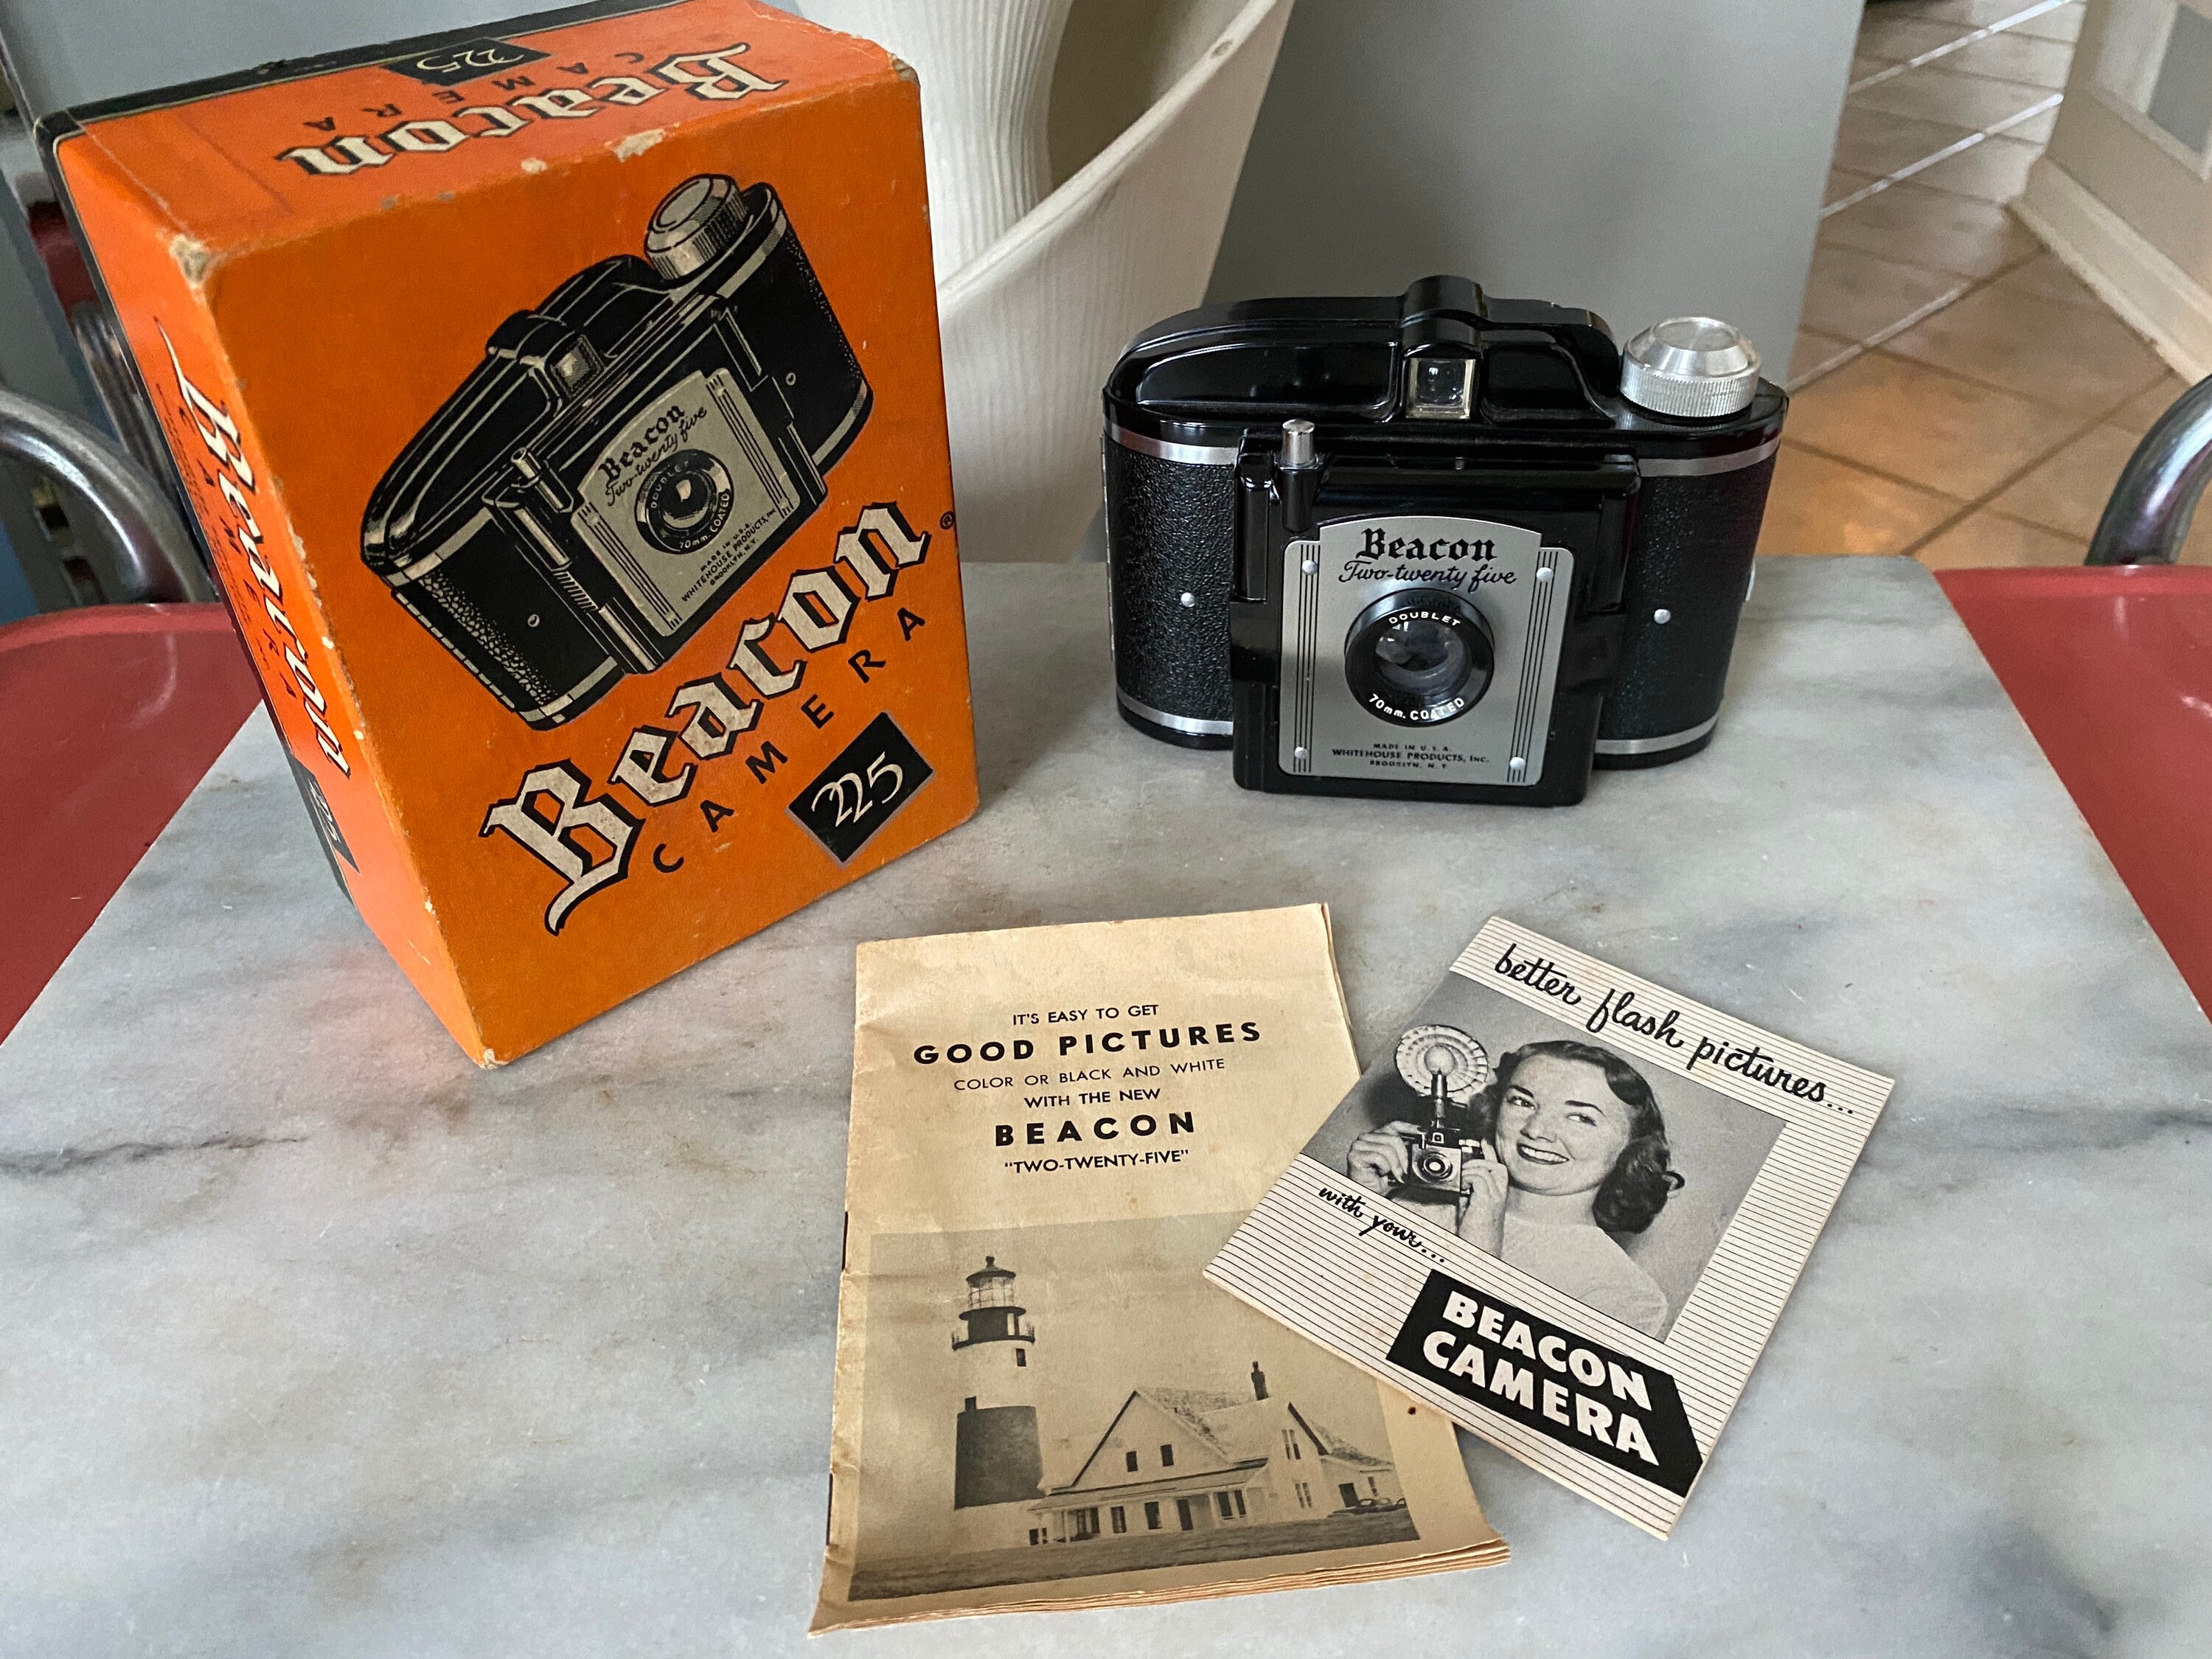 Beacon
CAMERA
225
Beacon
Two-twenty five
DOUBLET
70mm. COATED
MADE IN U.S.A.
WHITEHOUSE PRODUCTS, INC.
BROOKLYN, N.Y.
Beacon®
CAMERA
225
Beacon
Beacon
Two-twenty five
DOUBLET
70mm. COATED
MADE IN U.S.A.
WHITEHOUSE PRODUCTS, INC.
BROOKLYN, N.Y.
IT'S EASY TO GET
GOOD PICTURES
COLOR OR BLACK AND WHITE
WITH THE NEW
BEACON
"TWO-TWENTY-FIVE"
better flash pictures...
with your...
BEACON
CAMERA